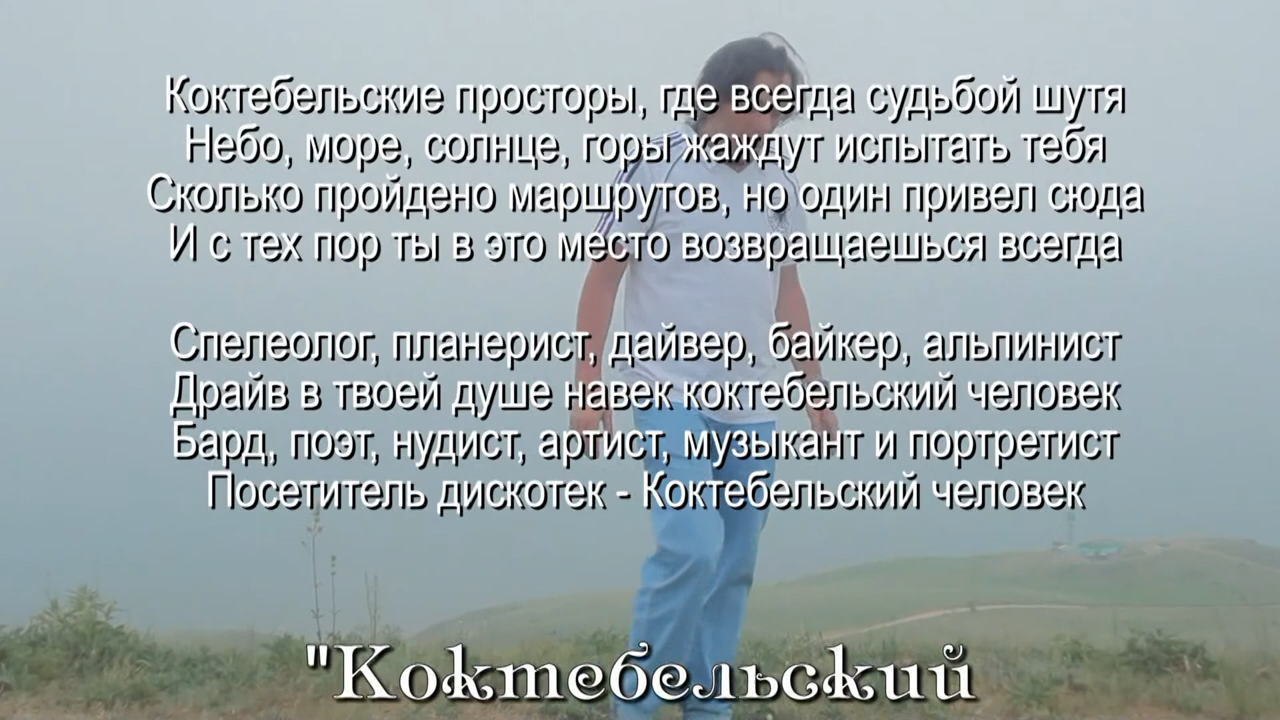 Коктебельские просторы, где всегда судьбой шутя
Небо, море, солнце, горы жаждут испытать тебя
Сколько пройдено маршрутов, но один привел сюда
И с тех пор ты в это место возвращаешься всегда
Спелеолог, планерист, дайвер, байкер, альпинист
Драйв в твоей душе навек коктебельский человек
Бард, поэт, нудист, артист, музыкант и портретист
Посетитель дискотек - Коктебельский человек
"Коктебельский